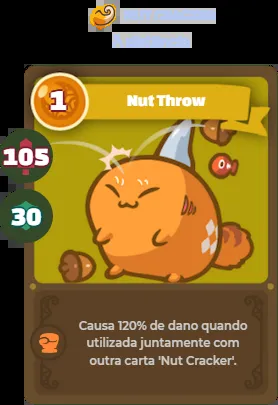 1
Nut Throw
105
30
Causa 120% de dano quando
utilizada juntamente com
outra carta 'Nut Cracker'.